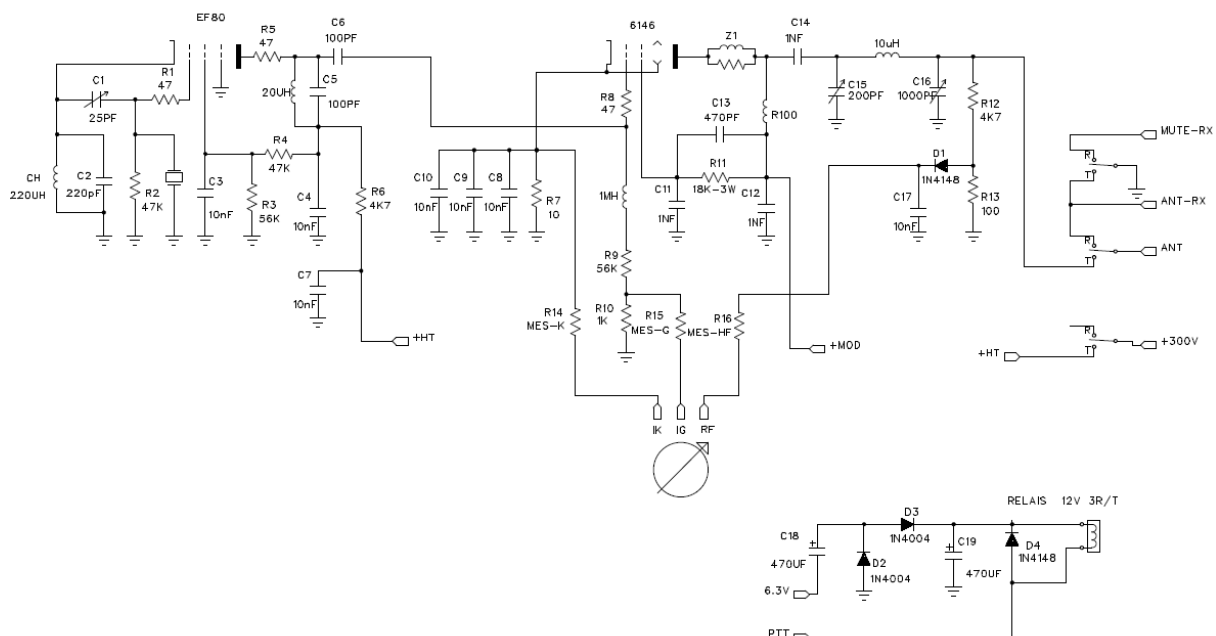 EF80
R5
47
C6
100PF
C1
25PF
R1
47
20UH
C5
100PF
CH
220UH
C2
220pF
R2
47K
C3
10nF
R3
56K
R4
47K
C4
10nF
R6
4K7
C7
10nF
+HT
6146
Z1
C14
1NF
10uH
C15
200PF
C16
1000PF
R12
4K7
R8
47
C13
470PF
R100
C10
10nF
C9
10nF
C8
10nF
R7
10
1MH
C11
1NF
R11
18K-3W
C12
1NF
D1
1N4148
C17
10nF
R13
100
R9
56K
R14
MES-K
R10
1K
R15
MES-G
R16
MES-HF
+MOD
IK
IG
RF
MUTE-RX
R
T
ANT-RX
R
T
ANT
R
T
+300V
+HT
RELAIS 12V 3R/T
C18
+
470UF
D3
1N4004
D2
1N4004
+
C19
470UF
D4
1N4148
6.3V
PTT